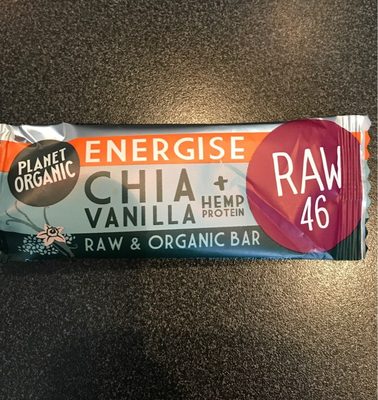 PLANET
ORGANIC
ENERGISE
CHIA +
VANILLA
HEMP
PROTEIN
RAW & ORGANIC BAR
RAW
46